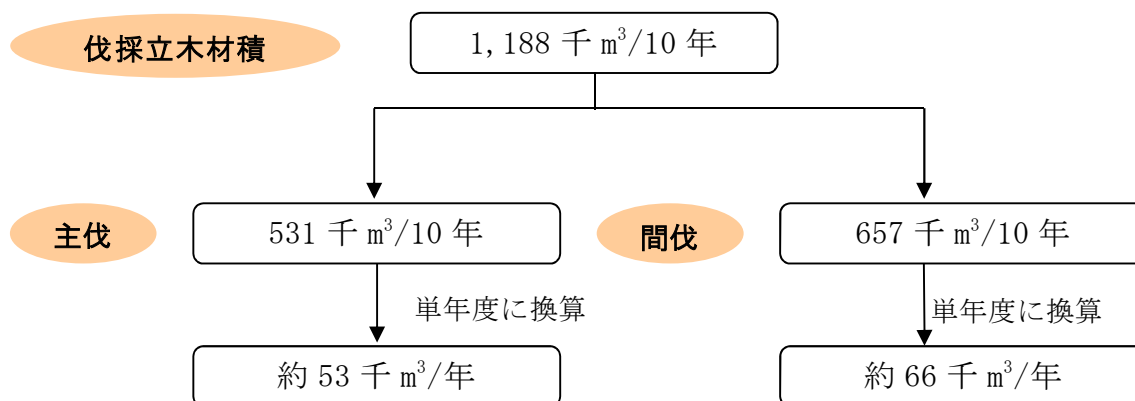 伐採立木材積
1,188 千 m³/10 年
主伐
531 千 m³/10 年
間伐
657 千 m³/10 年
単年度に換算
単年度に換算
約 53 千 m³/年
約 66 千 m³/年